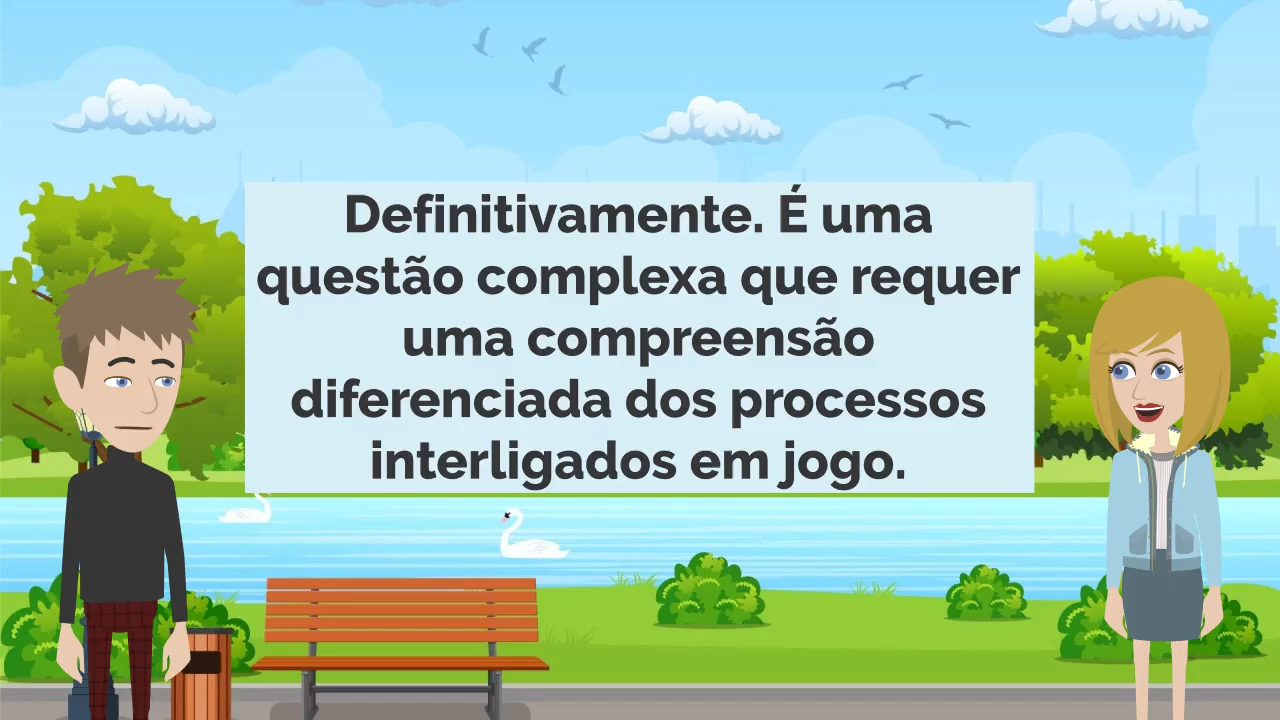 Definitivamente. É uma
questão complexa que requer
uma compreensão
diferenciada dos processos
interligados em jogo.